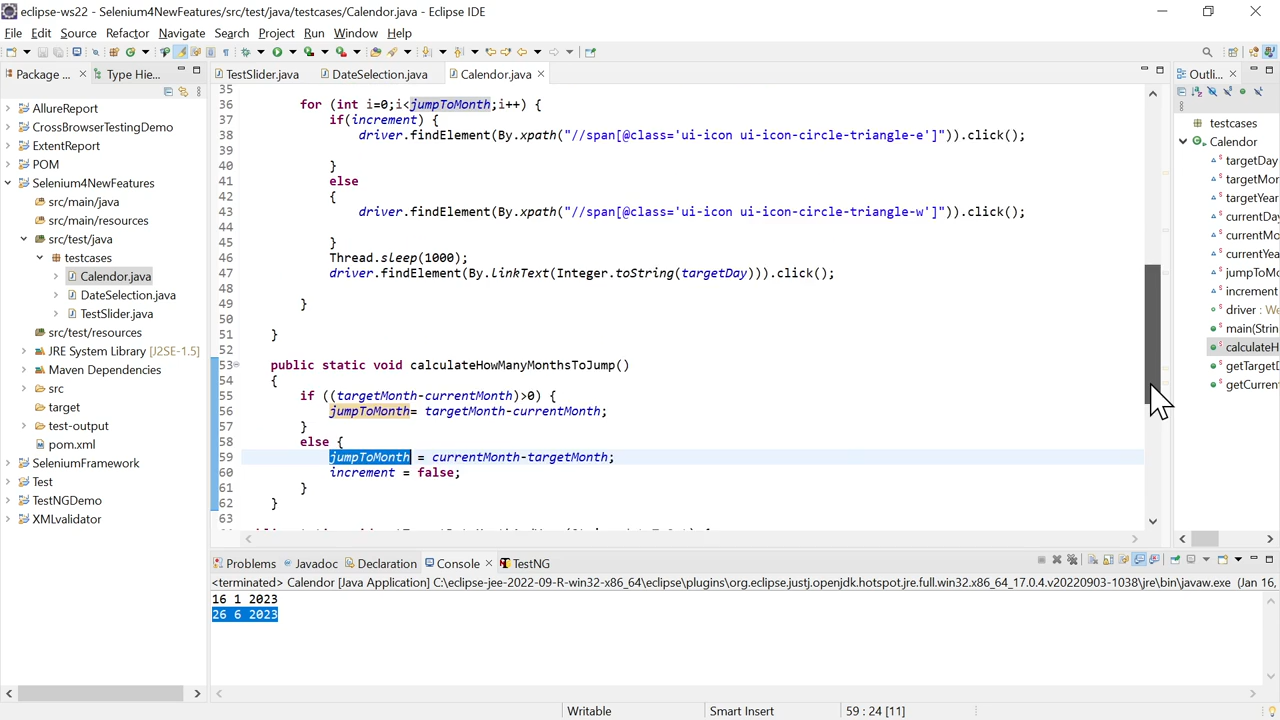 eclipse-ws22 - Selenium4NewFeatures/src/test/java/testcases/Calendor.java - Eclipse IDE
File Edit Source Refactor Navigate Search Project Run Window Help
Package ... Type Hie...
TestSlider.java DateSelection.java Calendor.java
Outli...
AllureReport
CrossBrowserTestingDemo
ExtentReport
POM
Selenium4NewFeatures
src/main/java
src/main/resources
src/test/java
testcases
Calendor.java
DateSelection.java
TestSlider.java
src/test/resources
JRE System Library [J2SE-1.5]
Maven Dependencies
src
target
test-output
pom.xml
SeleniumFramework
Test
TestNGDemo
XMLvalidator
35
36 for (int i=0;i<jumpToMonth;i++) {
37 if(increment) {
38 driver.findElement(By.xpath("//span[@class='ui-icon ui-icon-circle-triangle-e']")).click();
39
40 }
41 else
42 {
43 driver.findElement(By.xpath("//span[@class='ui-icon ui-icon-circle-triangle-w']")).click();
44
45 }
46 Thread.sleep(1000);
47 driver.findElement(By.linkText(Integer.toString(targetDay))).click();
48
49 }
50
51 }
52
53 public static void calculateHowManyMonthsToJump()
54 {
55 if ((targetMonth-currentMonth)>0) {
56 jumpToMonth= targetMonth-currentMonth;
57 }
58 else {
59 jumpToMonth = currentMonth-targetMonth;
60 increment = false;
61 }
62 }
63
testcases
Calendor
targetDay
targetMor
targetYear
currentDa
currentMo
currentYea
jumpToMo
increment
driver : We
main(Strin
calculateH
getTargetD
getCurren
Problems Javadoc Declaration Console TestNG
<terminated> Calendor [Java Application] C:\eclipse-jee-2022-09-R-win32-x86_64\eclipse\plugins\org.eclipse.justj.openjdk.hotspot.jre.full.win32.x86_64_17.0.4.v20220903-1038\jre\bin\javaw.exe (Jan 16,
16 1 2023
26 6 2023
Writable Smart Insert 59 : 24 [11]